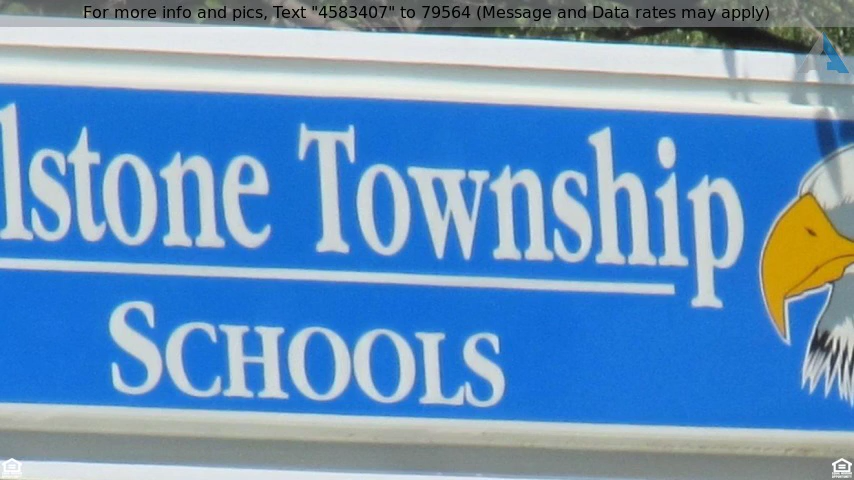 For more info and pics, Text "4583407" to 79564 (Message and Data rates may apply)
lstone Township
SCHOOLS